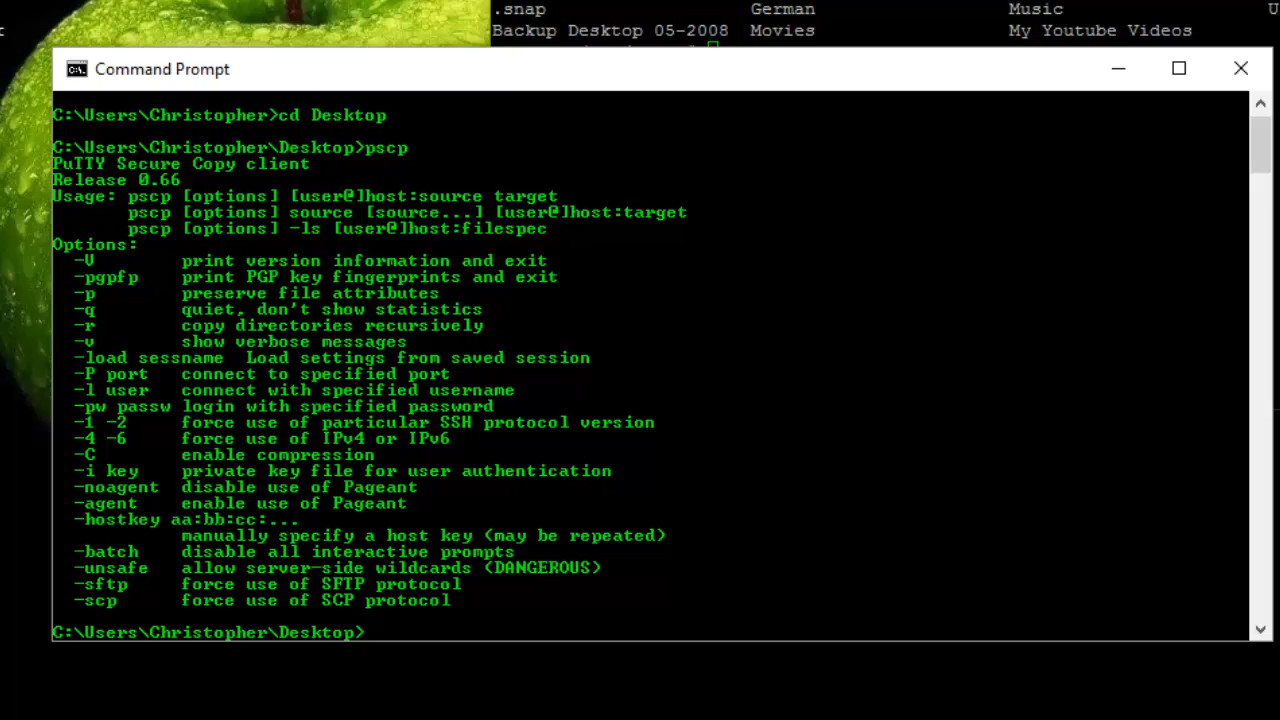 .snap German Music U
Backup Desktop 05-2008 Movies My Youtube Videos
Command Prompt
C:\Users\Christopher>cd Desktop
C:\Users\Christopher\Desktop>pscp
PuTTY Secure Copy client
Release 0.66
Usage: pscp [options] [user@]host:source target
pscp [options] source [source...] [user@]host:target
pscp [options] -ls [user@]host:filespec
Options:
-V print version information and exit
-pgpfp print PGP key fingerprints and exit
-p preserve file attributes
-q quiet, don't show statistics
-r copy directories recursively
-v show verbose messages
-load sessname Load settings from saved session
-P port connect to specified port
-l user connect with specified username
-pw passw login with specified password
-1 -2 force use of particular SSH protocol version
-4 -6 force use of IPv4 or IPv6
-C enable compression
-i key private key file for user authentication
-noagent disable use of Pageant
-agent enable use of Pageant
-hostkey aa:bb:cc:...
manually specify a host key (may be repeated)
-batch disable all interactive prompts
-unsafe allow server-side wildcards (DANGEROUS)
-sftp force use of SFTP protocol
-scp force use of SCP protocol
C:\Users\Christopher\Desktop>